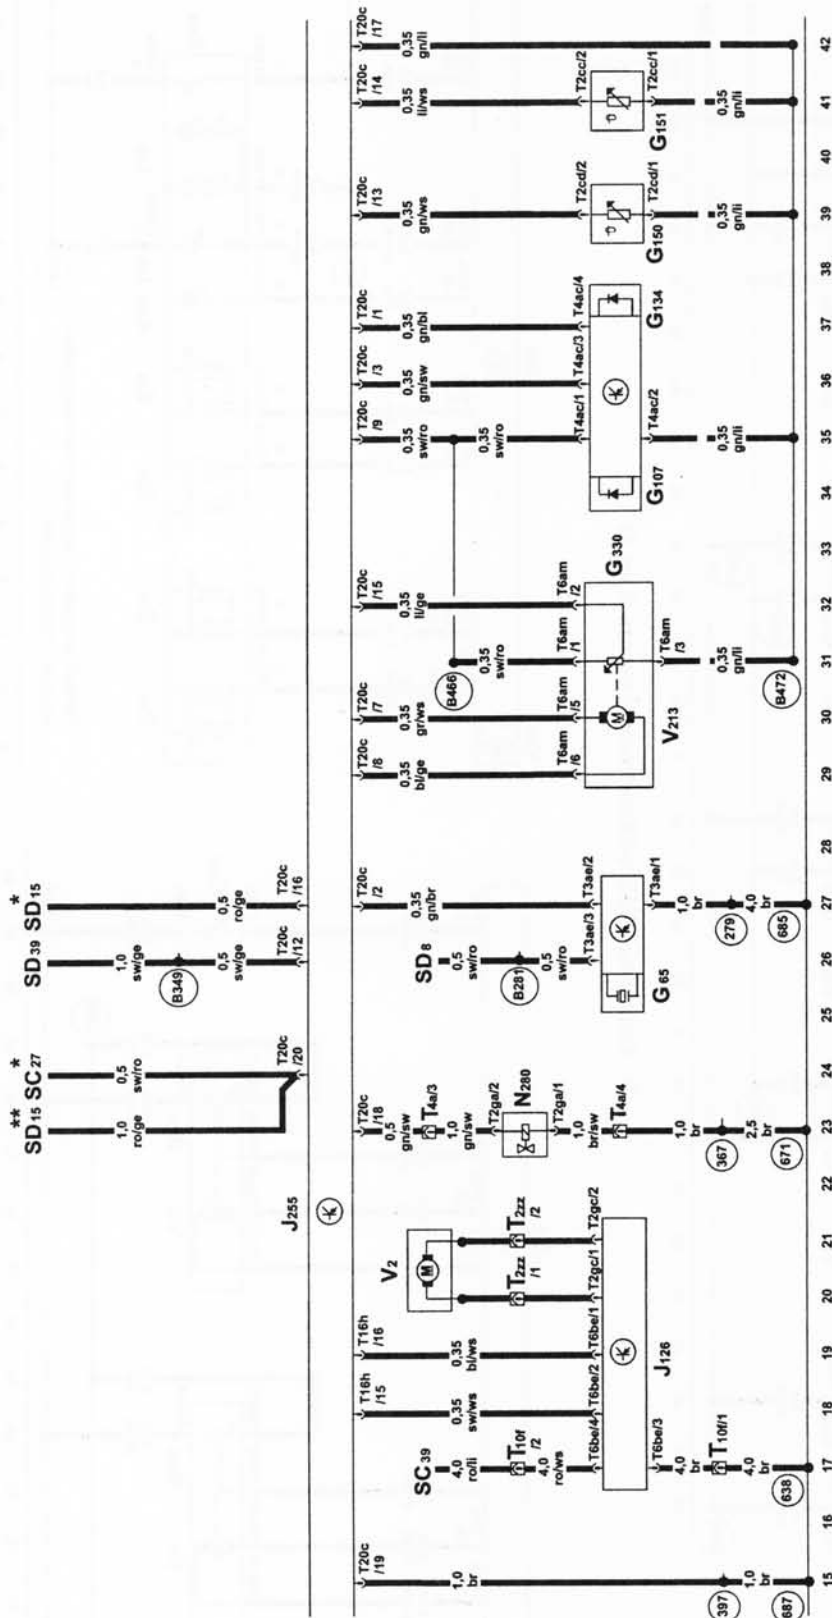 ** SD 15
* SC 27
SD 39
* SD 15
1,0 ro/ge
0,5 sw/ro
1,0 sw/ge
B349
0,5 sw/ge
0,5 ro/ge
T20c /20
T20c /12
T20c /16
J255
T20c /19
1,0 br
397
1,0 br
687
SC 39
4,0 ro/li
T10f /2
4,0 ro/ws
T6be/4
T6be/3
4,0 br
T10f/1
4,0 br
638
T16h /15
0,35 sw/ws
T6be/2
T16h /16
0,35 bl/ws
T6be/1
J126
V2
M
T2zz /1
T2gc/1
T2zz /2
T2gc/2
T20c /18
0,5 gn/sw
T4a/3
1,0 gn/sw
T2ga/2
N280
T2ga/1
1,0 br/sw
T4a/4
1,0 br
367
2,5 br
671
SD 8
0,5 sw/ro
B281
0,5 sw/ro
T3ae/3
T20c /2
0,35 gn/br
T3ae/2
G 65
T3ae/1
1,0 br
279
4,0 br
685
T20c /8
0,35 bl/ge
T6am /6
T20c /7
0,35 gr/ws
T6am /5
B466
0,35 sw/ro
T6am /1
T20c /15
0,35 li/ge
T6am /2
M
V213
G 330
T6am /3
0,35 gn/li
B472
T20c /9
0,35 sw/ro
0,35 sw/ro
T4ac/1
T20c /3
0,35 gn/sw
T4ac/3
T20c /1
0,35 gn/bl
T4ac/4
G107
G134
T4ac/2
0,35 gn/li
T20c /13
0,35 gn/ws
T2cd/2
G150
T2cd/1
0,35 gn/li
T20c /14
0,35 li/ws
T2cc/2
G151
T2cc/1
0,35 gn/li
T20c /17
0,35 gn/li
15 16 17 18 19 20 21 22 23 24 25 26 27 28 29 30 31 32 33 34 35 36 37 38 39 40 41 42